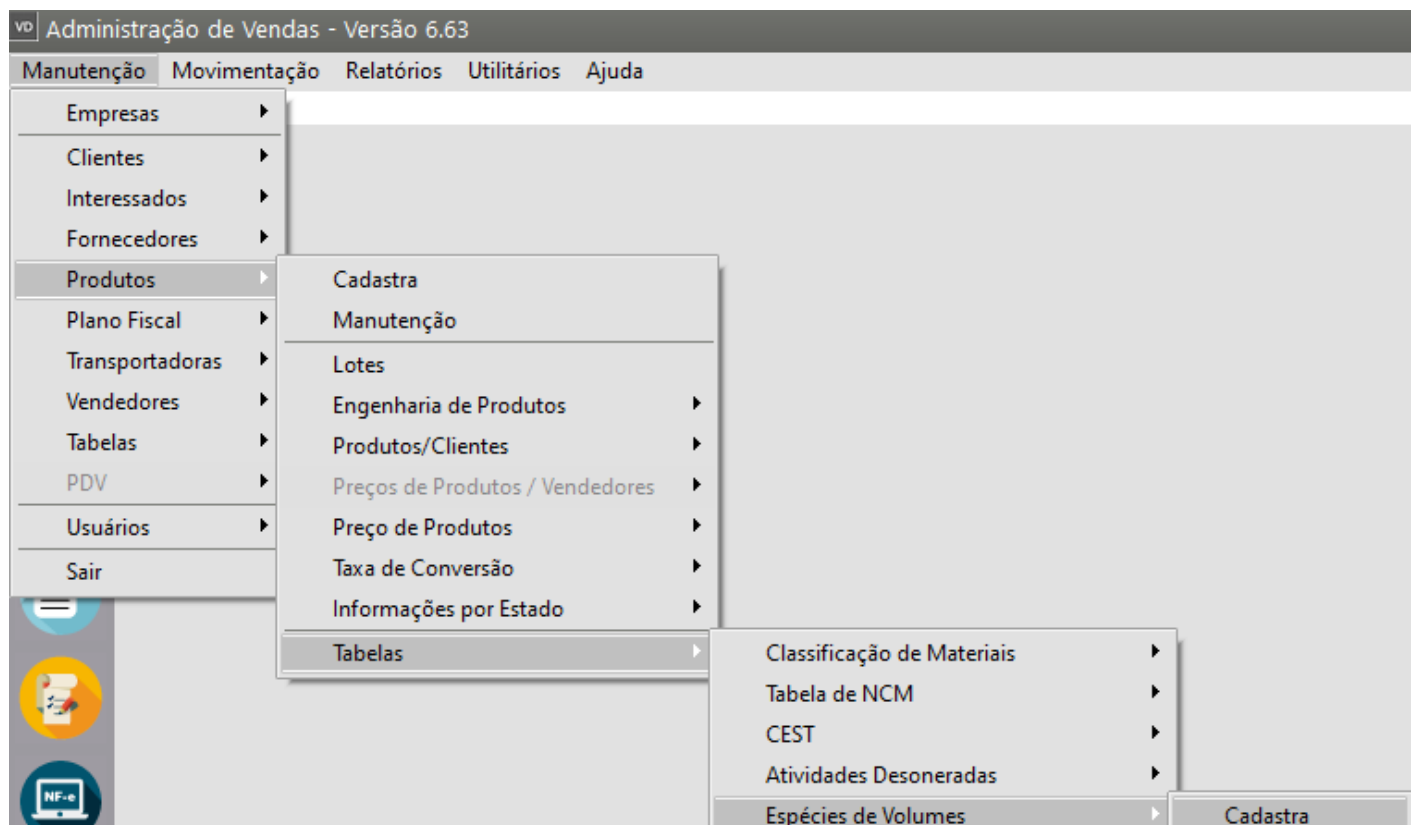 VD Administração de Vendas - Versão 6.63
Manutenção Movimentação Relatórios Utilitários Ajuda
Empresas
Clientes
Interessados
Fornecedores
Produtos
Plano Fiscal
Transportadoras
Vendedores
Tabelas
PDV
Usuários
Sair
Cadastra
Manutenção
Lotes
Engenharia de Produtos
Produtos/Clientes
Preços de Produtos / Vendedores
Preço de Produtos
Taxa de Conversão
Informações por Estado
Tabelas
Classificação de Materiais
Tabela de NCM
CEST
Atividades Desoneradas
Espécies de Volumes
Cadastra
NF-e